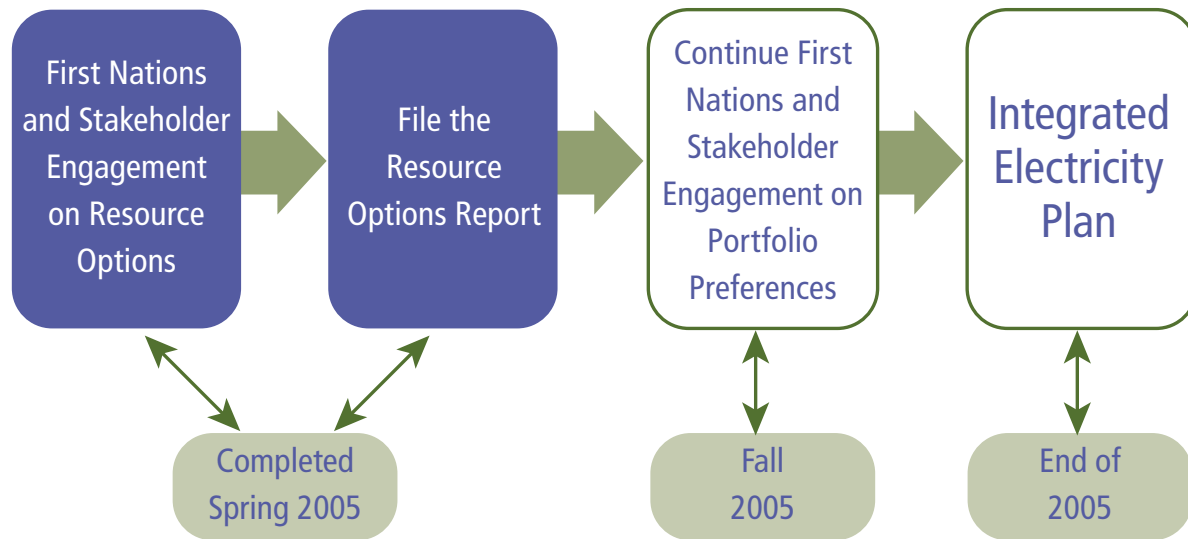 First Nations
and Stakeholder
Engagement
on Resource
Options
File the
Resource
Options Report
Continue First
Nations and
Stakeholder
Engagement on
Portfolio
Preferences
Integrated
Electricity
Plan
Completed
Spring 2005
Fall
2005
End of
2005